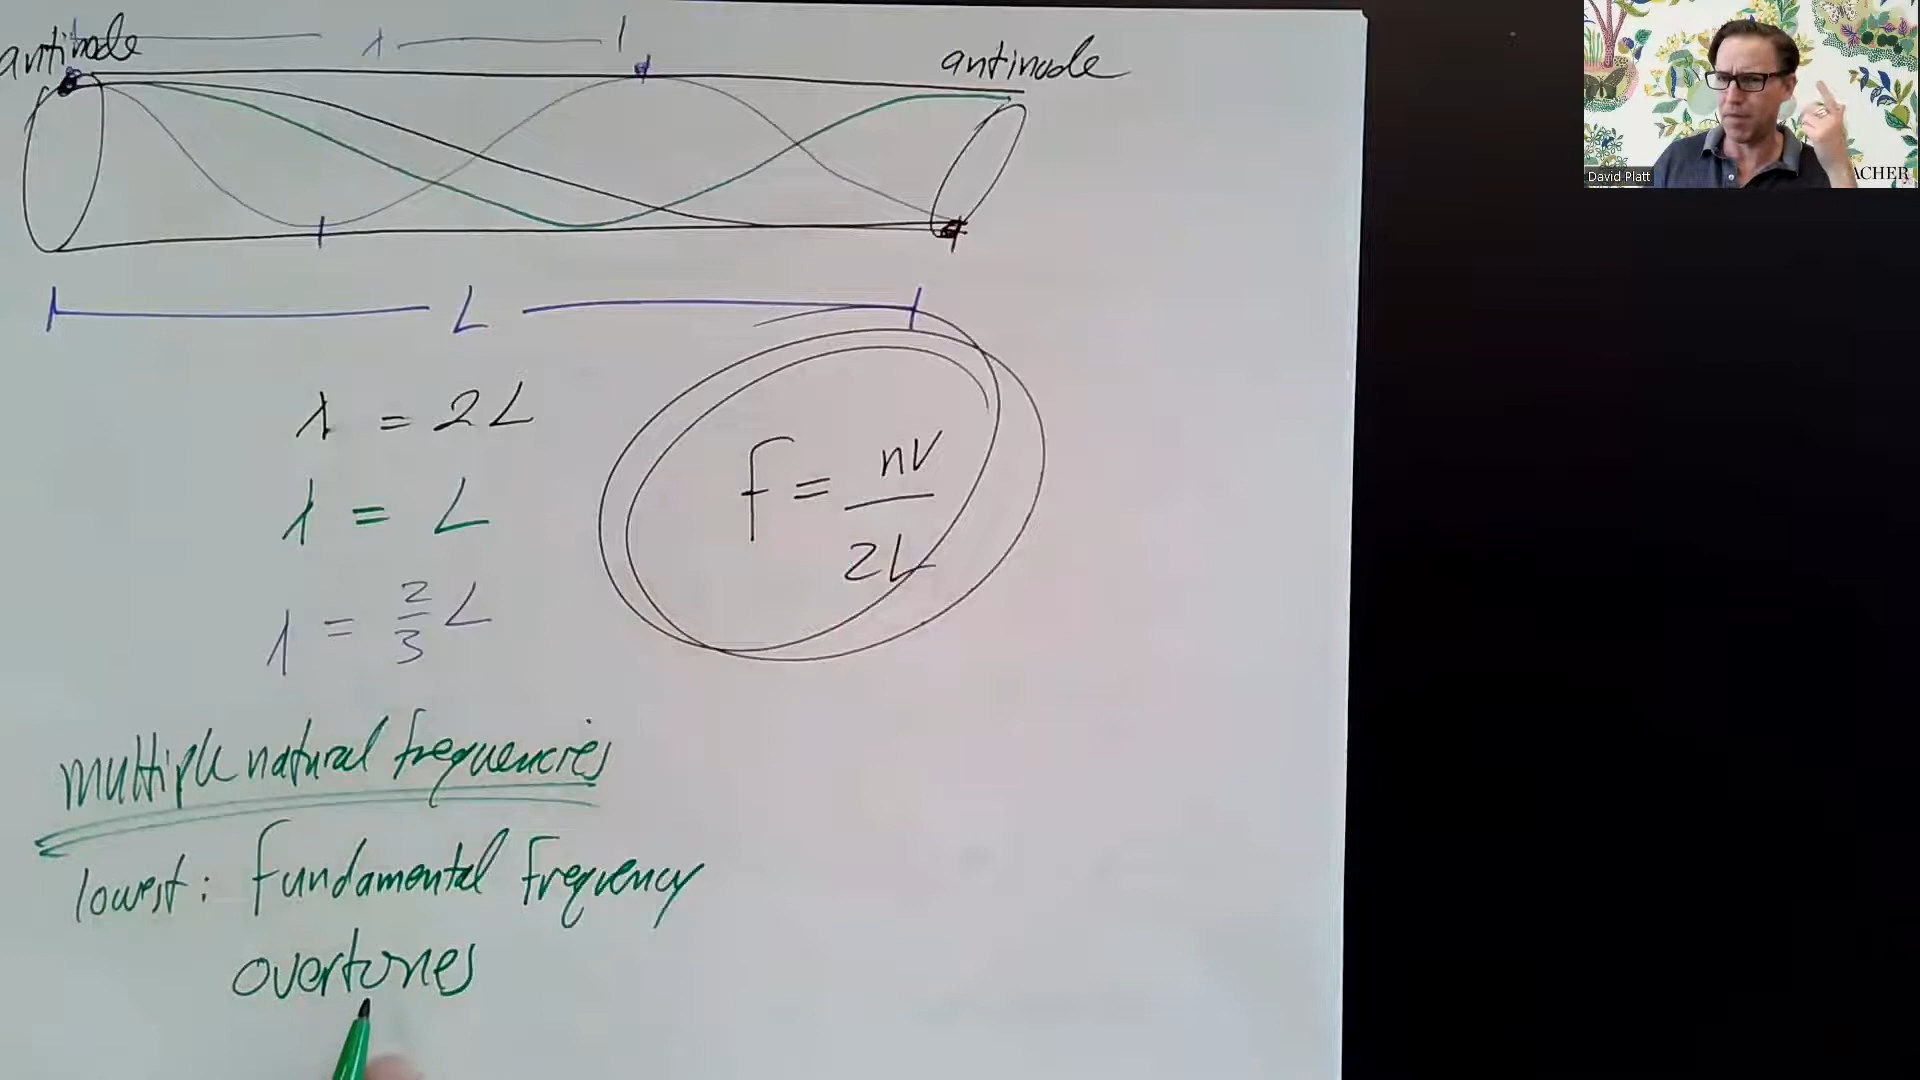 antinode λ antinode
L
λ = 2L
λ = L
λ = 2/3 L
f = nV/2L
multiple natural frequencies
lowest: fundamental frequency
overtones
David Platt
ACHER